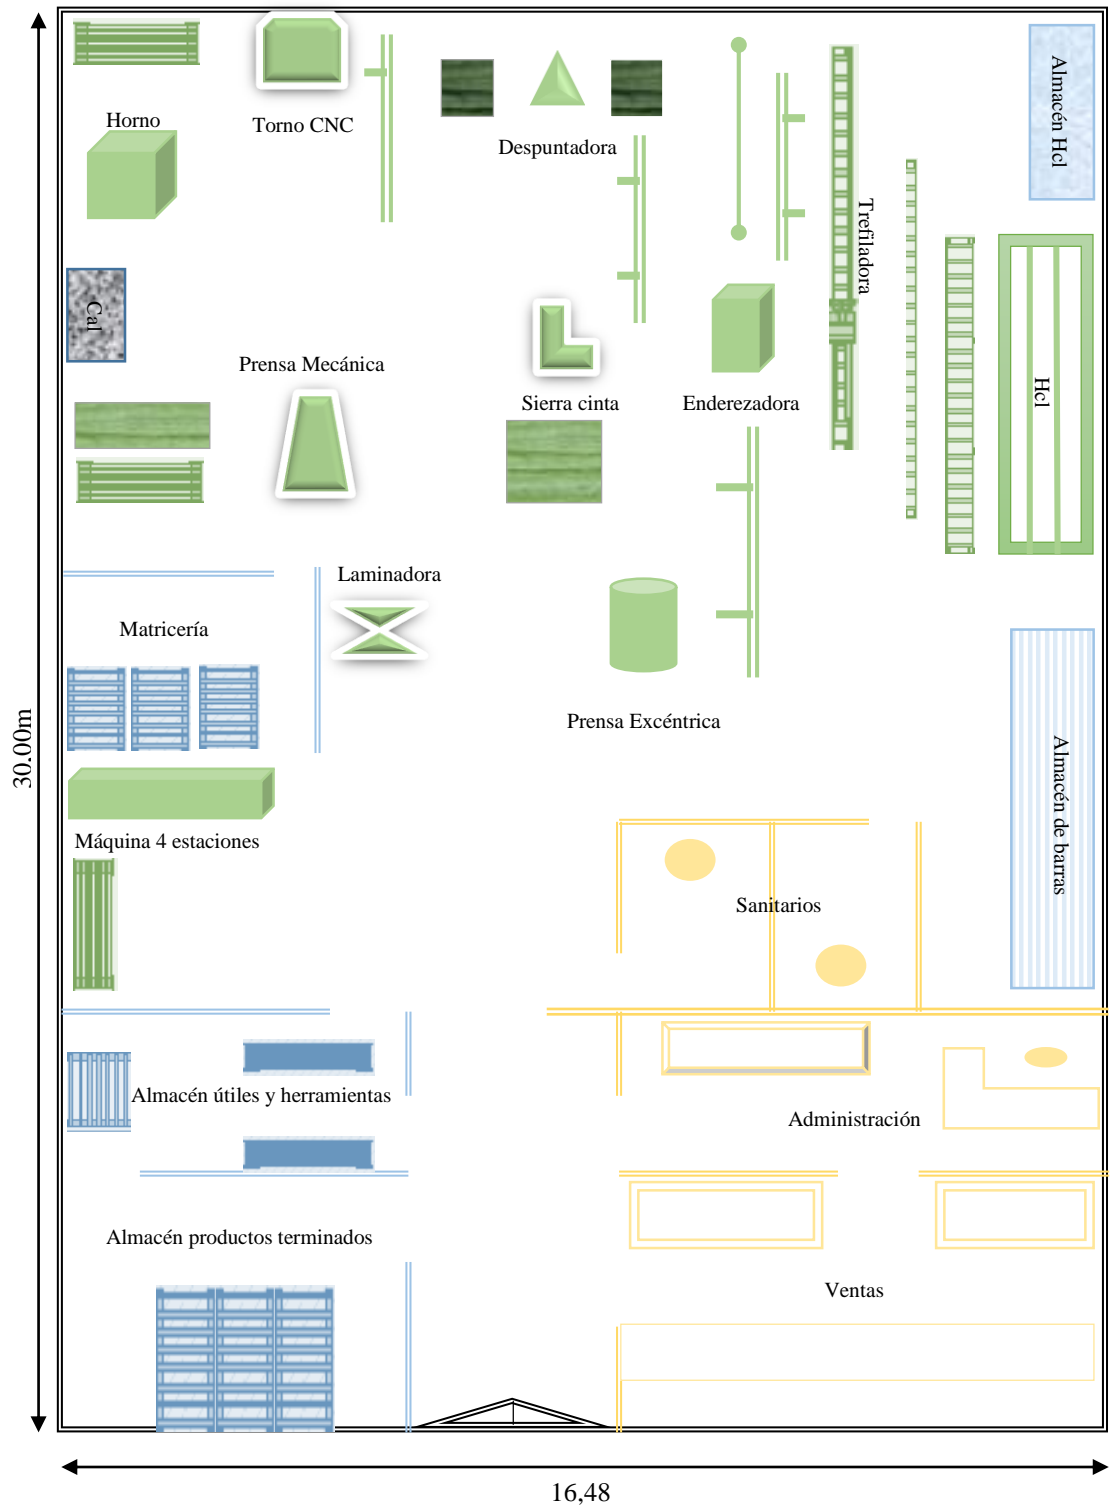 Almacén Hcl
Horno
Torno CNC
Despuntadora
Trefiladora
Cal
Prensa Mecánica
Sierra cinta
Enderezadora
Hcl
Laminadora
Matricería
Prensa Excéntrica
30.00m
Almacén de barras
Máquina 4 estaciones
Sanitarios
Almacén útiles y herramientas
Administración
Almacén productos terminados
Ventas
16,48